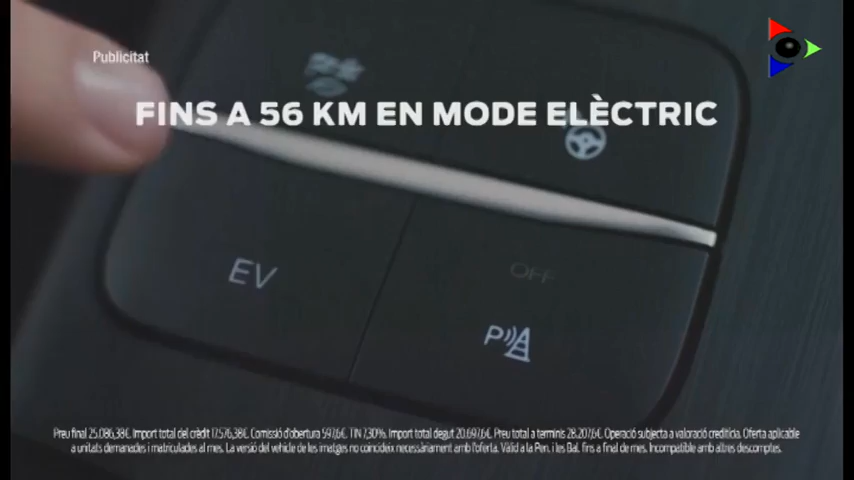 Publicitat
FINS A 56 KM EN MODE ELÈCTRIC
EV
OFF
P
Preu final 25.086,38€. Import total del crèdit 17.576,38€. Comissió d'obertura 597,6€. TIN 7,30%. Import total degut 20.697,6€. Preu total a terminis 28.207,6€. Operació subjecta a valoració creditícia. Oferta aplicable
a unitats demanades i matriculades al mes. La versió del vehicle de les imatges no coincideix necessàriament amb l'oferta. Vàlid a la Pen. i les Bal. fins a final de mes. Incompatible amb altres descomptes.